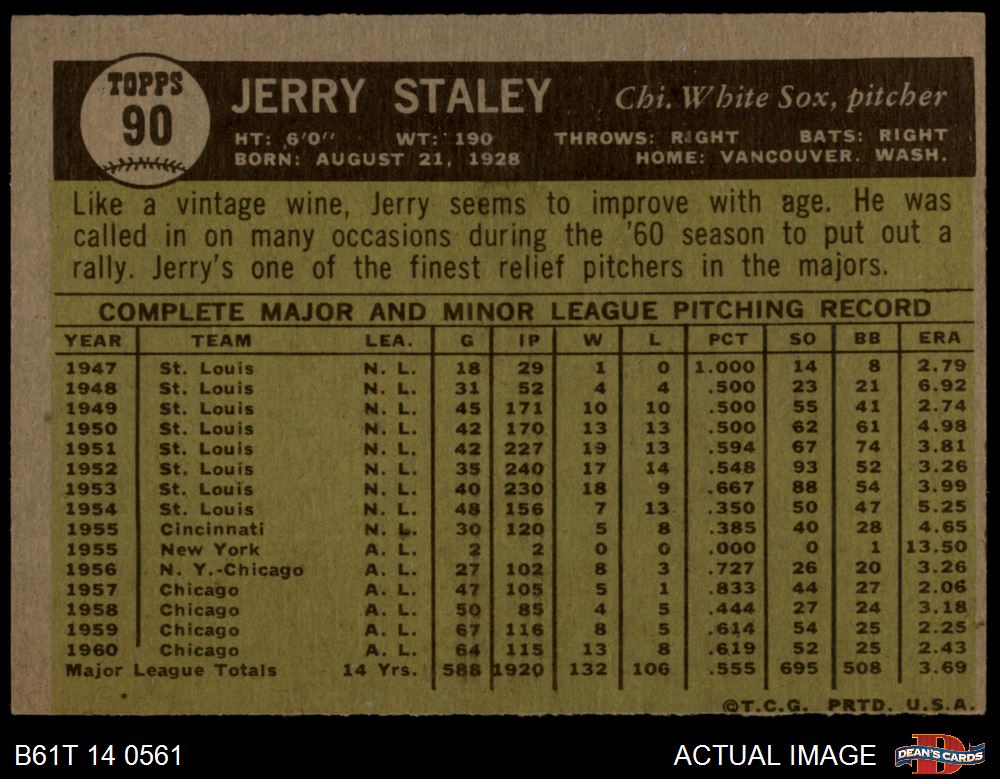 TOPPS
90
JERRY STALEY Chi. White Sox, pitcher
HT: 6'0" WT: 190 THROWS: RIGHT BATS: RIGHT
BORN: AUGUST 21, 1928 HOME: VANCOUVER. WASH.
Like a vintage wine, Jerry seems to improve with age. He was
called in on many occasions during the '60 season to put out a
rally. Jerry's one of the finest relief pitchers in the majors.
COMPLETE MAJOR AND MINOR LEAGUE PITCHING RECORD
YEAR TEAM LEA. G IP W L PCT SO BB ERA
1947 St. Louis N. L. 18 29 1 0 1.000 14 8 2.79
1948 St. Louis N. L. 31 52 4 4 .500 23 21 6.92
1949 St. Louis N. L. 45 171 10 10 .500 55 41 2.74
1950 St. Louis N. L. 42 170 13 13 .500 62 61 4.98
1951 St. Louis N. L. 42 227 19 13 .594 67 74 3.81
1952 St. Louis N. L. 35 240 17 14 .548 93 52 3.26
1953 St. Louis N. L. 40 230 18 9 .667 88 54 3.99
1954 St. Louis N. L. 48 156 7 13 .350 50 47 5.25
1955 Cincinnati N. L. 30 120 5 8 .385 40 28 4.65
1955 New York A. L. 2 2 0 0 .000 0 1 13.50
1956 N. Y.-Chicago A. L. 27 102 8 3 .727 26 20 3.26
1957 Chicago A. L. 47 105 5 1 .833 44 27 2.06
1958 Chicago A. L. 50 85 4 5 .444 27 24 3.18
1959 Chicago A. L. 67 116 8 5 .614 54 25 2.25
1960 Chicago A. L. 64 115 13 8 .619 52 25 2.43
Major League Totals 14 Yrs. 588 1920 132 106 .555 695 508 3.69
©T.C.G. PRTD. U.S.A.
B61T 14 0561 ACTUAL IMAGE DEAN'S CARDS